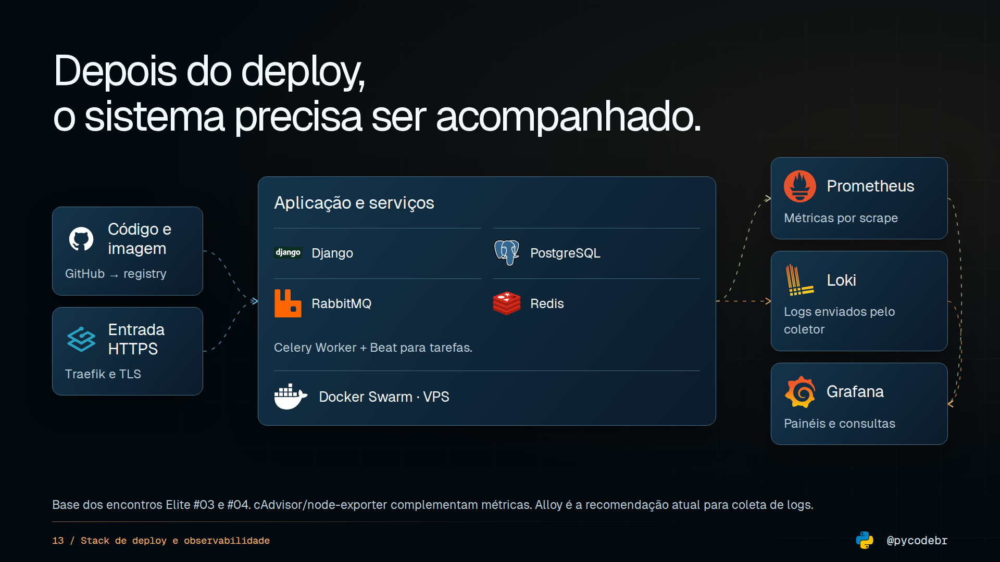 Depois do deploy,
o sistema precisa ser acompanhado.
Código e
imagem
GitHub → registry
Entrada
HTTPS
Traefik e TLS
Aplicação e serviços
django
Django
PostgreSQL
RabbitMQ
Redis
Celery Worker + Beat para tarefas.
Docker Swarm · VPS
Prometheus
Métricas por scrape
Loki
Logs enviados pelo
coletor
Grafana
Painéis e consultas
Base dos encontros Elite #03 e #04. cAdvisor/node-exporter complementam métricas. Alloy é a recomendação atual para coleta de logs.
13 / Stack de deploy e observabilidade
@pycodebr